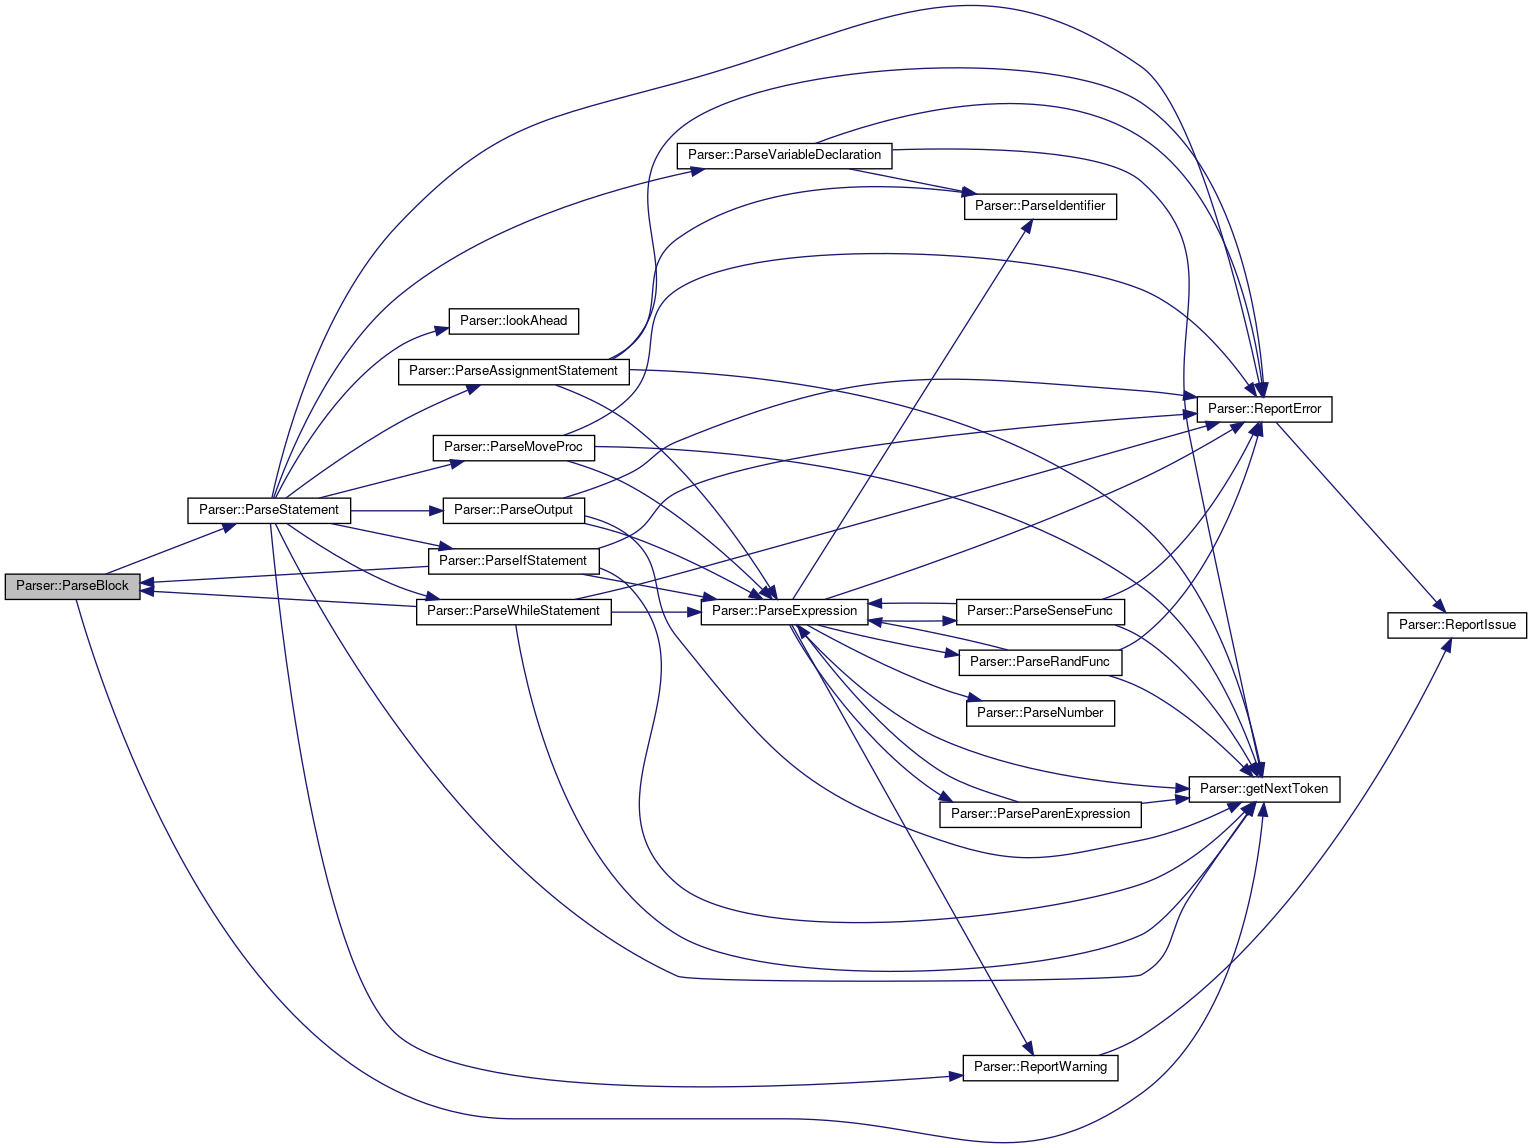 Parser::ParseVariableDeclaration
Parser::ParseIdentifier
Parser::lookAhead
Parser::ParseAssignmentStatement
Parser::ReportError
Parser::ParseMoveProc
Parser::ParseStatement
Parser::ParseOutput
Parser::ParseIfStatement
Parser::ParseBlock
Parser::ParseWhileStatement
Parser::ParseExpression
Parser::ParseSenseFunc
Parser::ReportIssue
Parser::ParseRandFunc
Parser::ParseNumber
Parser::getNextToken
Parser::ParseParenExpression
Parser::ReportWarning